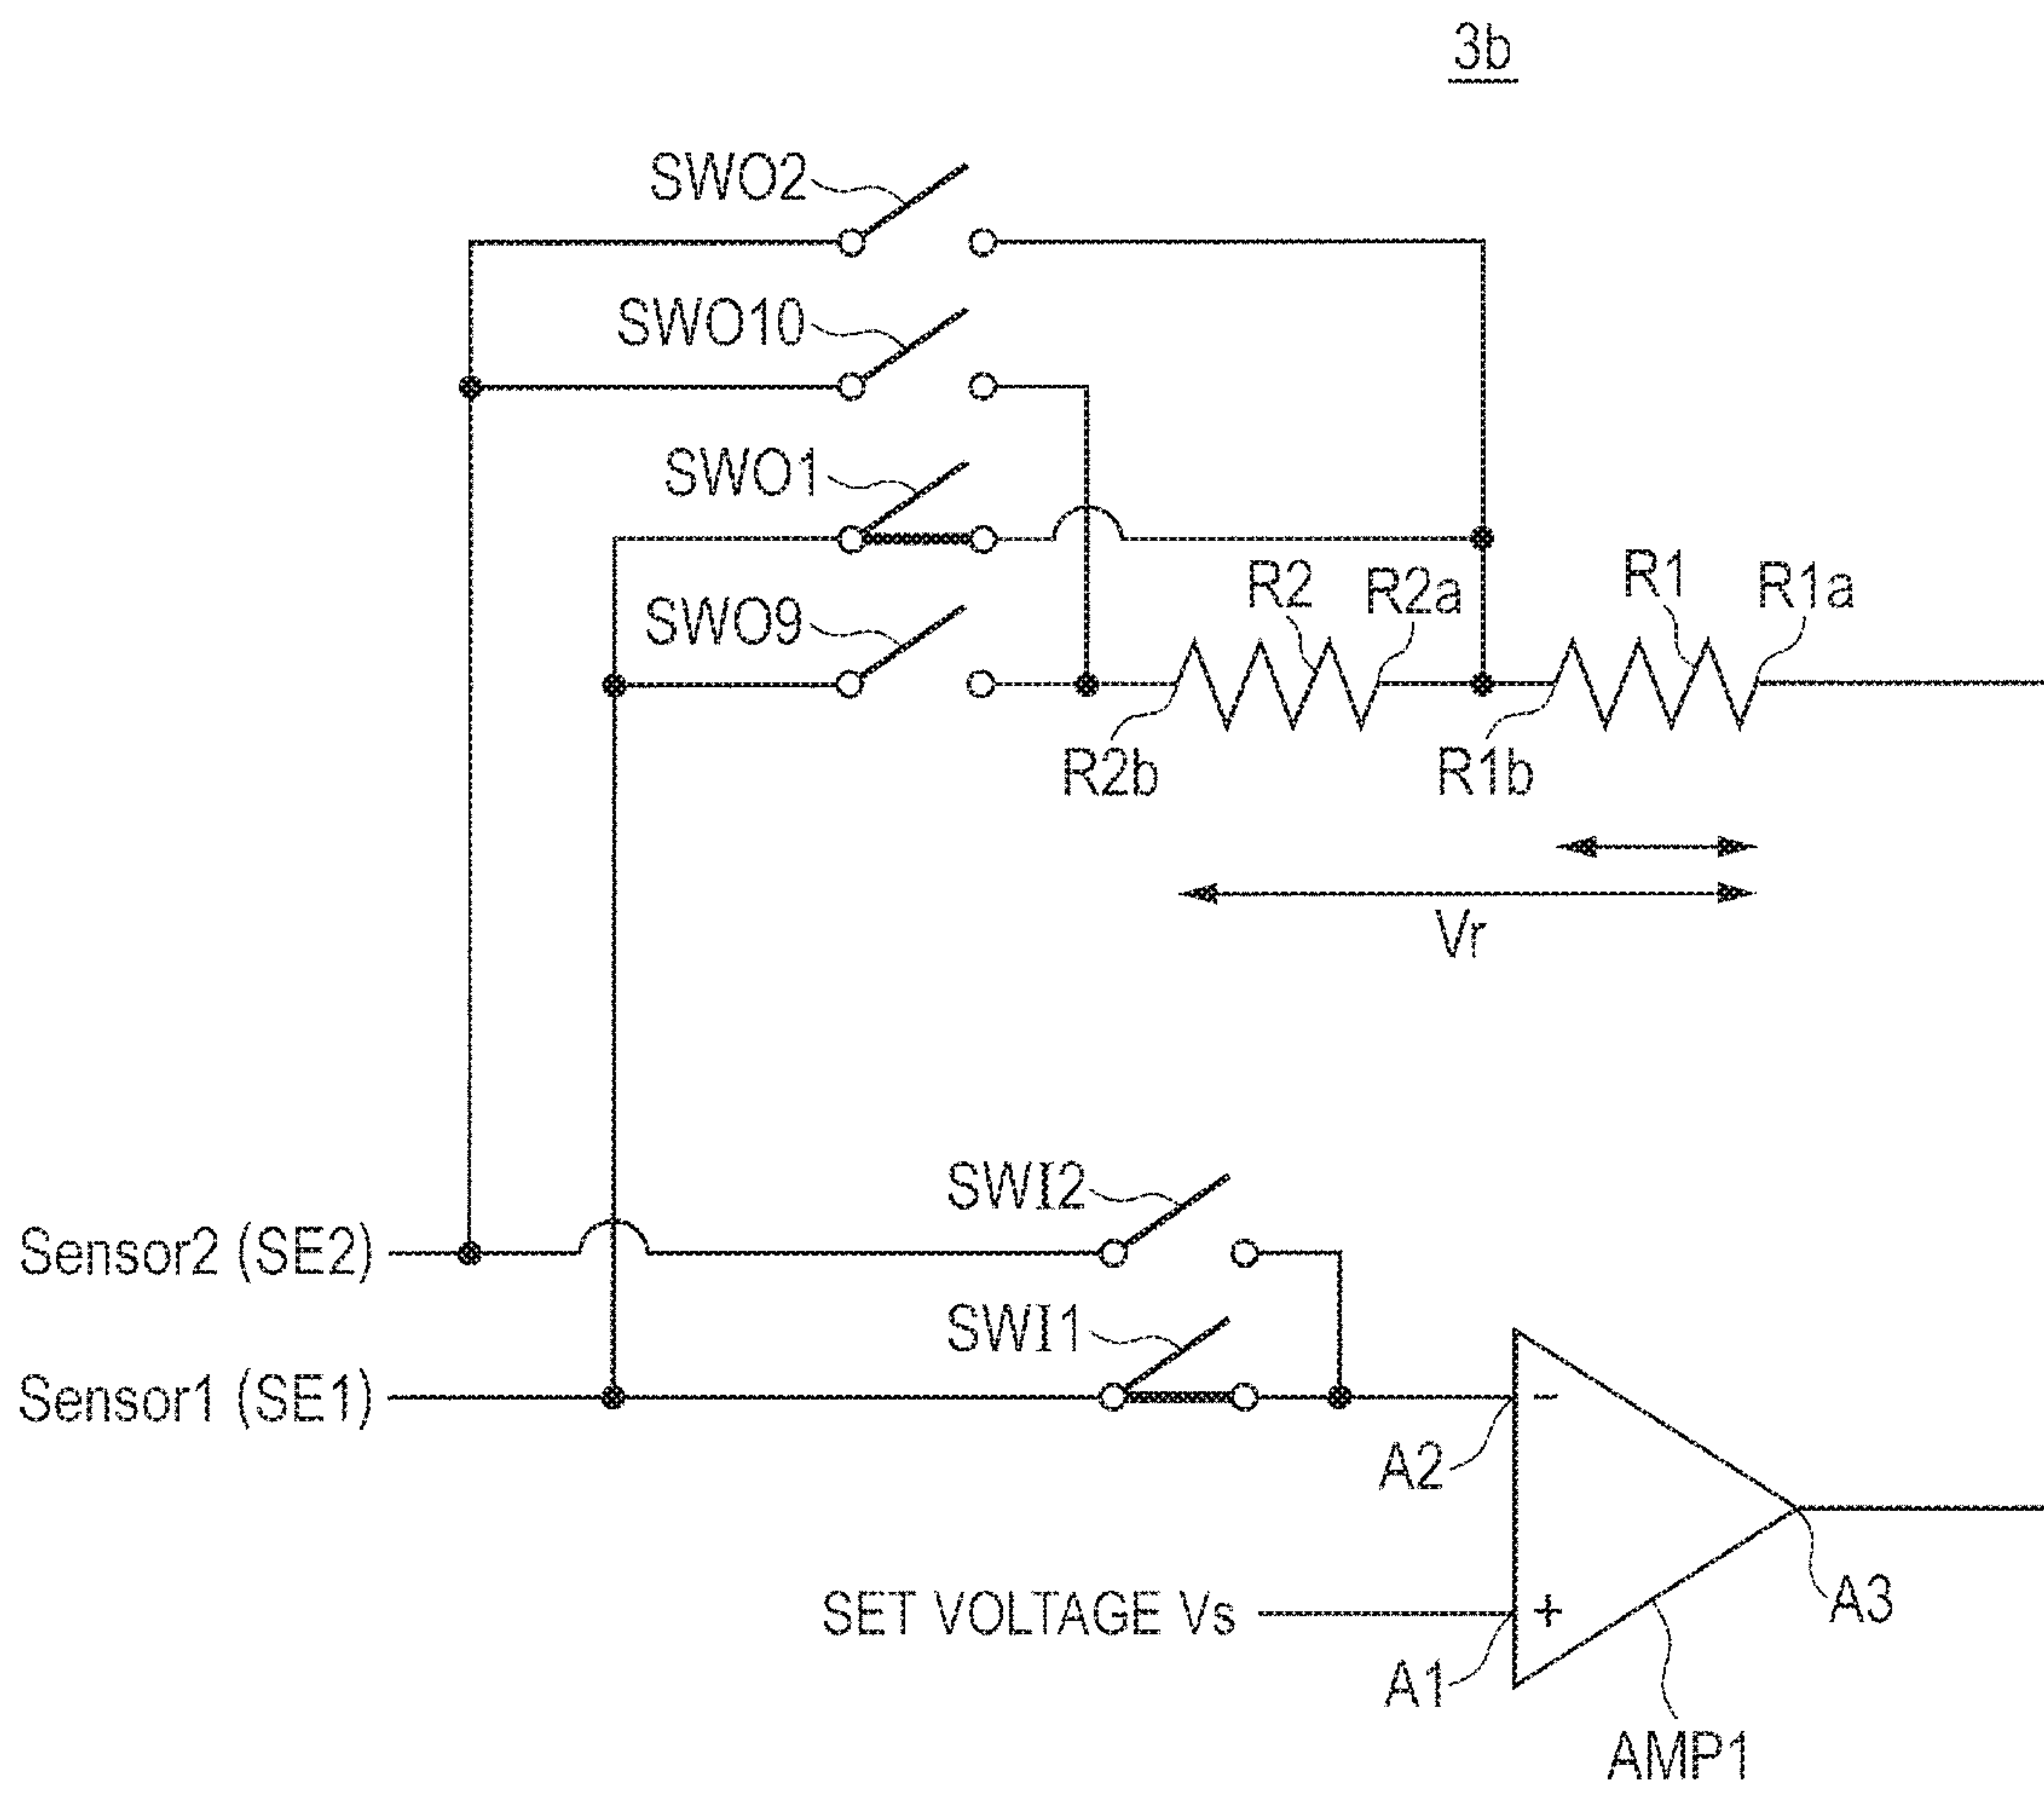 3b
SWO2
SWO10
SWO1
SWO9
R2
R2a
R1
R1a
R2b
R1b
Vr
SWI2
Sensor2 (SE2)
SWI1
Sensor1 (SE1)
-
A2
SET VOLTAGE Vs
+
A3
A1
AMP1